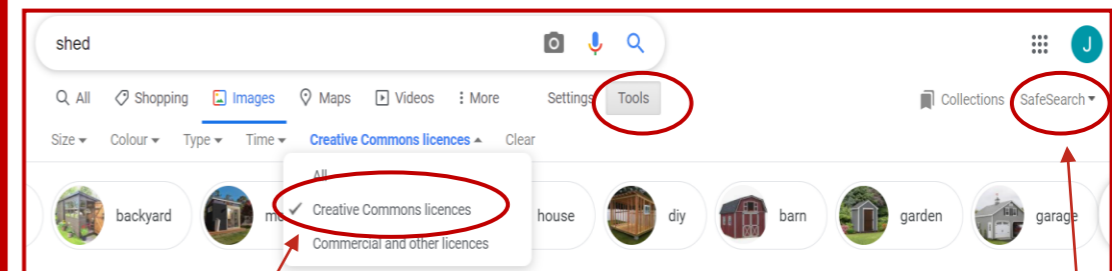 shed
J
All Shopping Images Maps Videos More Settings Tools Collections SafeSearch
Size Colour Type Time Creative Commons licences Clear
All
backyard Creative Commons licences house diy barn garden garage
Commercial and other licences